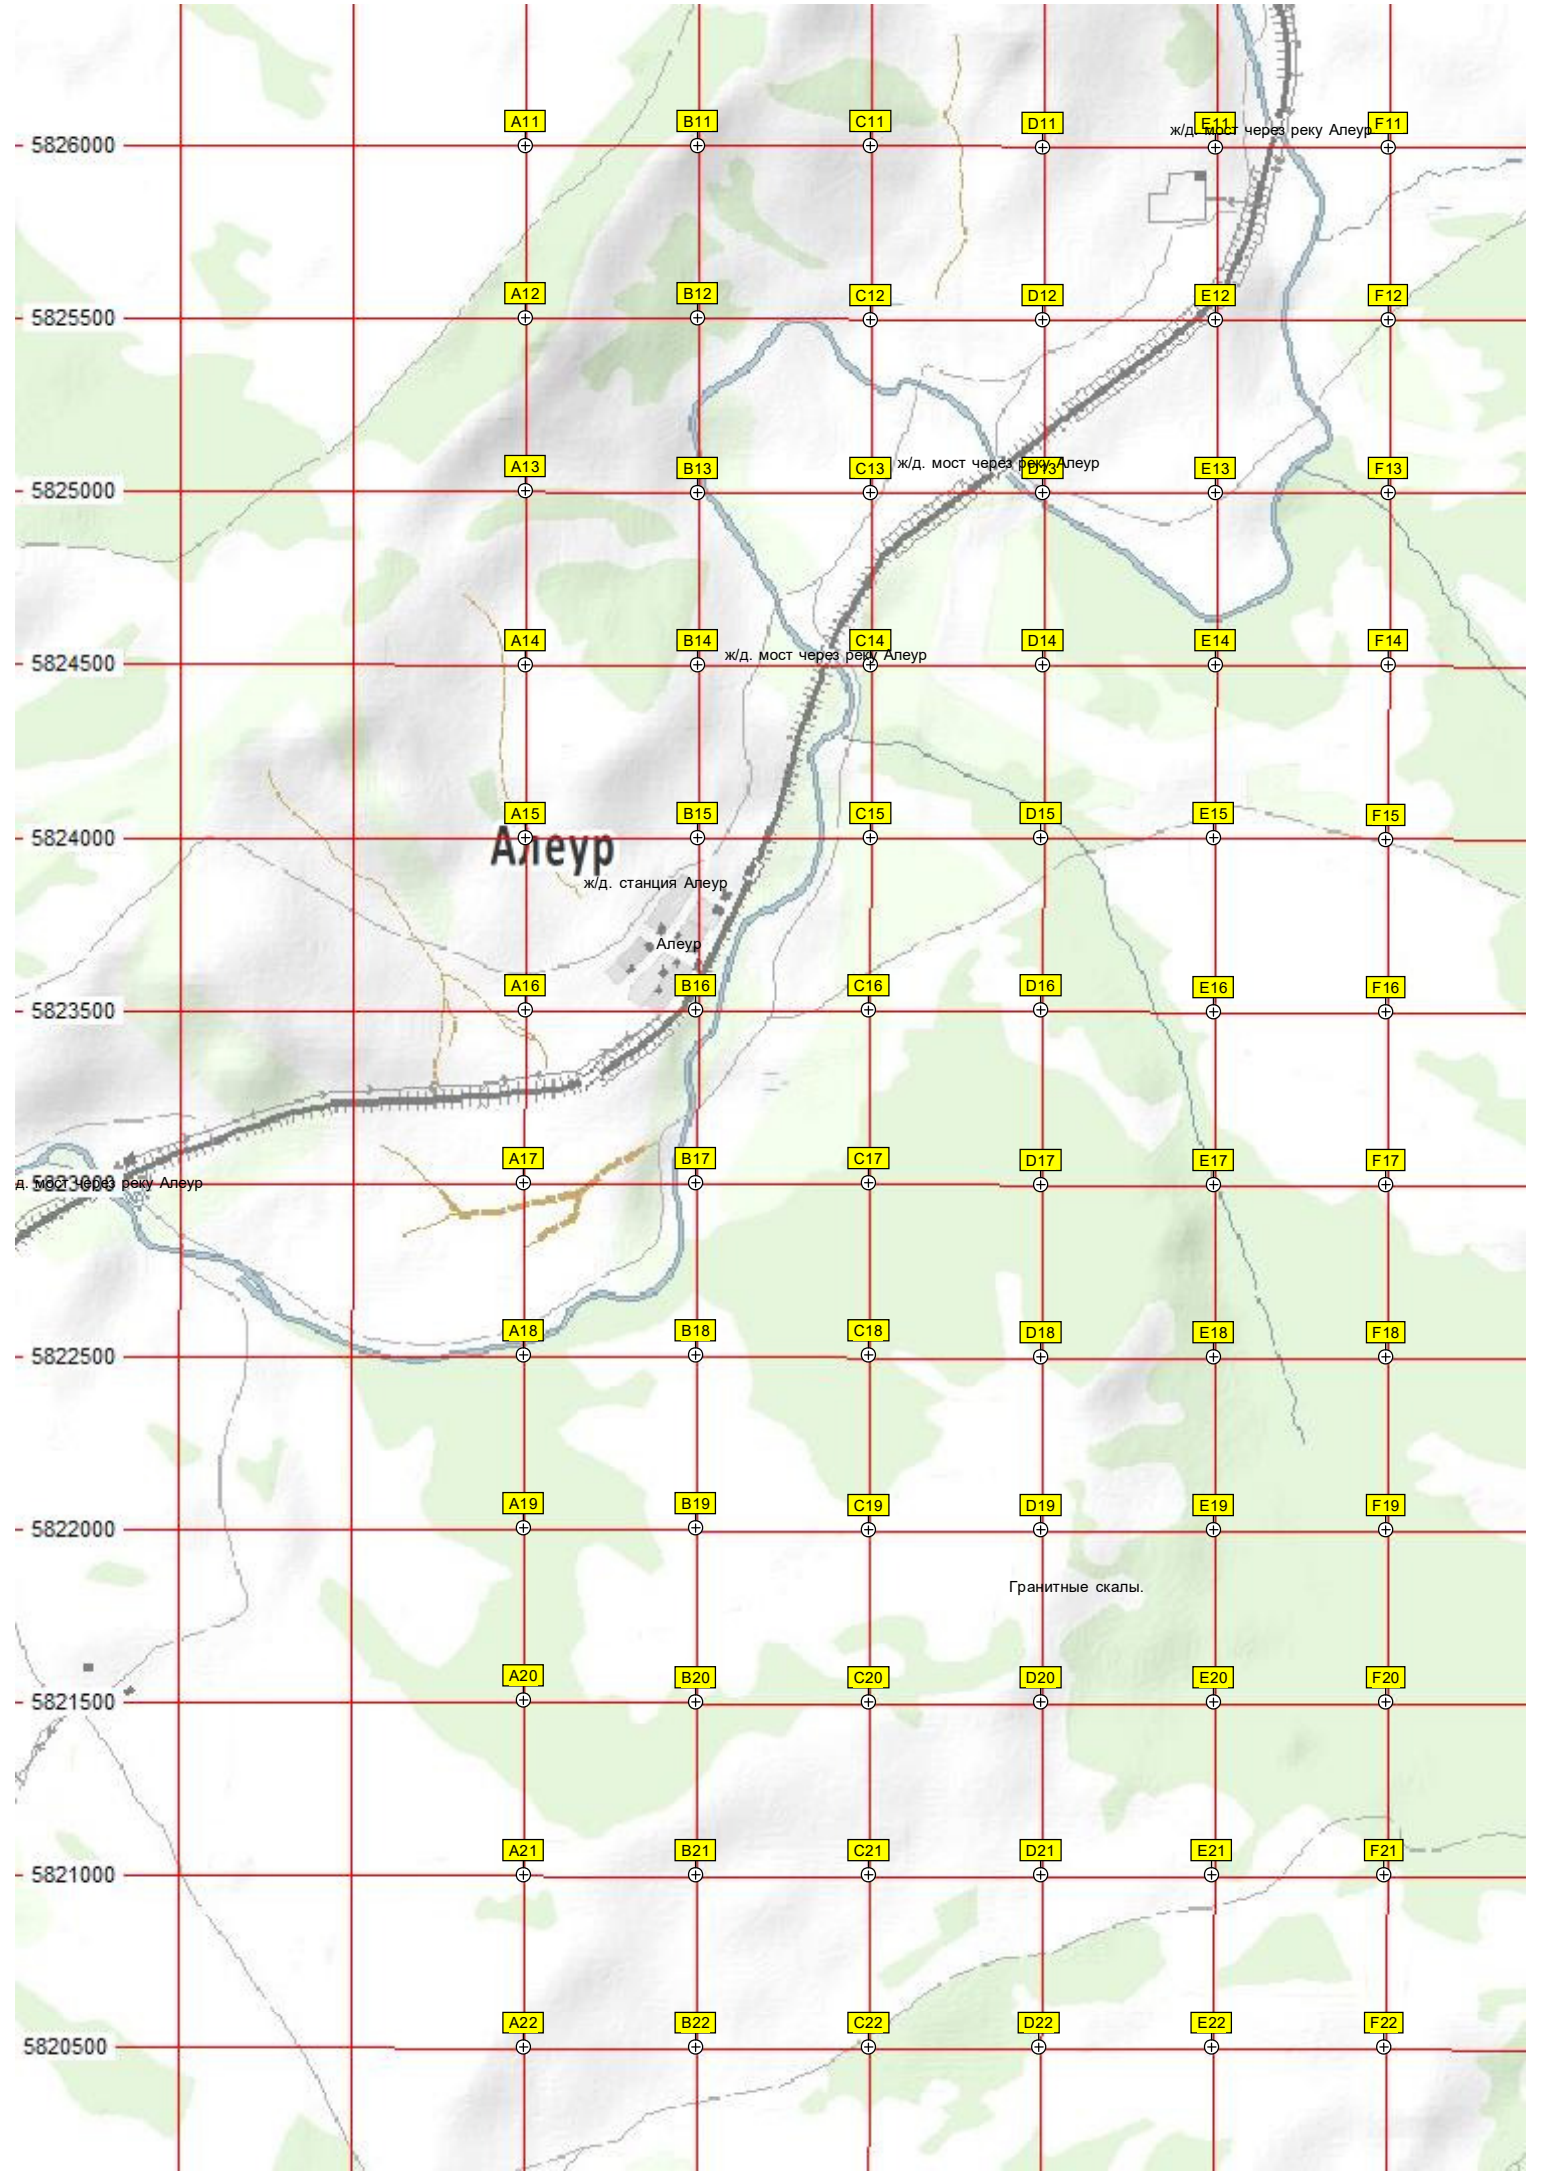 A11 B11 C11 D11 E11 F11
ж/д. мост через реку Алеур
5826000
A12 B12 C12 D12 E12 F12
5825500
ж/д. мост через реку Алеур
A13 B13 C13 D13 E13 F13
5825000
A14 B14 C14 D14 E14 F14
ж/д. мост через реку Алеур
5824500
A15 B15 C15 D15 E15 F15
5824000
Алеур
ж/д. станция Алеур
Алеур
A16 B16 C16 D16 E16 F16
5823500
A17 B17 C17 D17 E17 F17
5823000
д. мост через реку Алеур
A18 B18 C18 D18 E18 F18
5822500
A19 B19 C19 D19 E19 F19
5822000
Гранитные скалы.
A20 B20 C20 D20 E20 F20
5821500
A21 B21 C21 D21 E21 F21
5821000
A22 B22 C22 D22 E22 F22
5820500